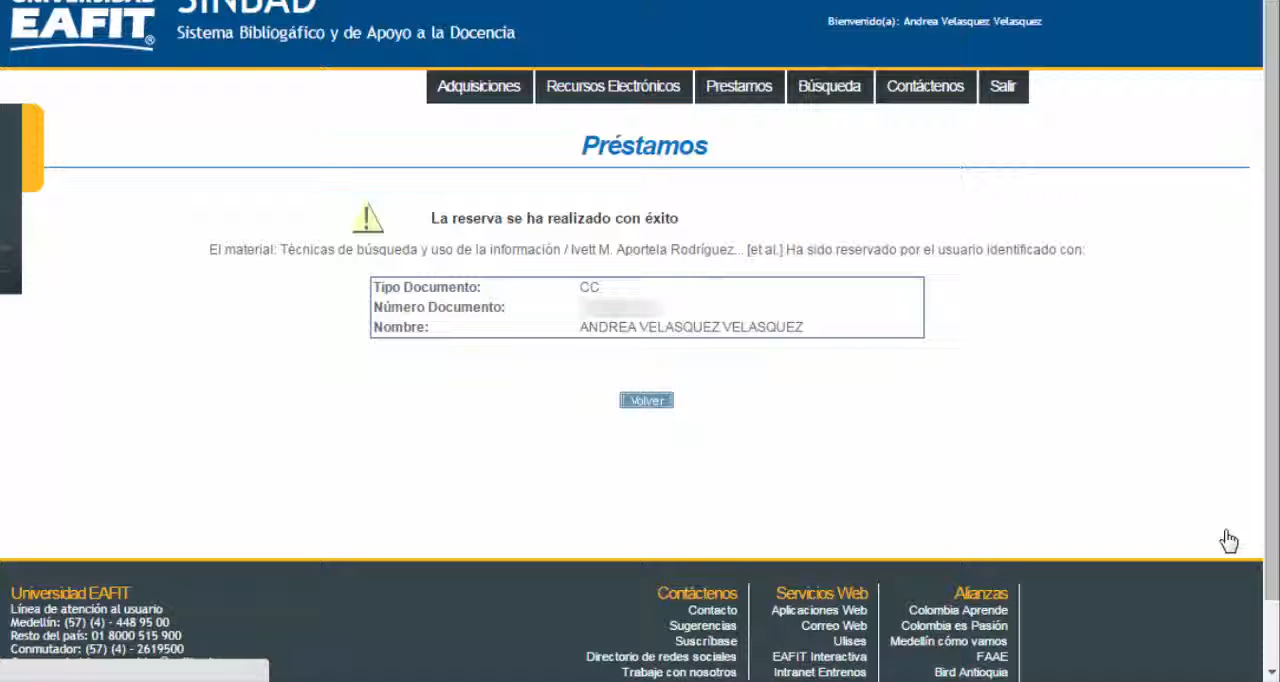 UNIVERSIDAD
EAFIT®
SINBAD
Sistema Bibliogáfico y de Apoyo a la Docencia
Bienvenido(a): Andrea Velasquez Velasquez
Adquisiciones Recursos Electrónicos Prestamos Búsqueda Contáctenos Salir
Préstamos
La reserva se ha realizado con éxito
El material: Técnicas de búsqueda y uso de la información / Ivett M. Aportela Rodríguez... [et al.] Ha sido reservado por el usuario identificado con:
Tipo Documento: CC
Número Documento:
Nombre: ANDREA VELASQUEZ VELASQUEZ
Volver
Universidad EAFIT
Línea de atención al usuario
Medellín: (57) (4) - 448 95 00
Resto del país: 01 8000 515 900
Conmutador: (57) (4) - 2619500
Contáctenos
Contacto
Sugerencias
Suscríbase
Directorio de redes sociales
Trabaje con nosotros
Servicios Web
Aplicaciones Web
Correo Web
Ulises
EAFIT Interactiva
Intranet Entrenos
Alianzas
Colombia Aprende
Colombia es Pasión
Medellín cómo vamos
FAAE
Bird Antioquia